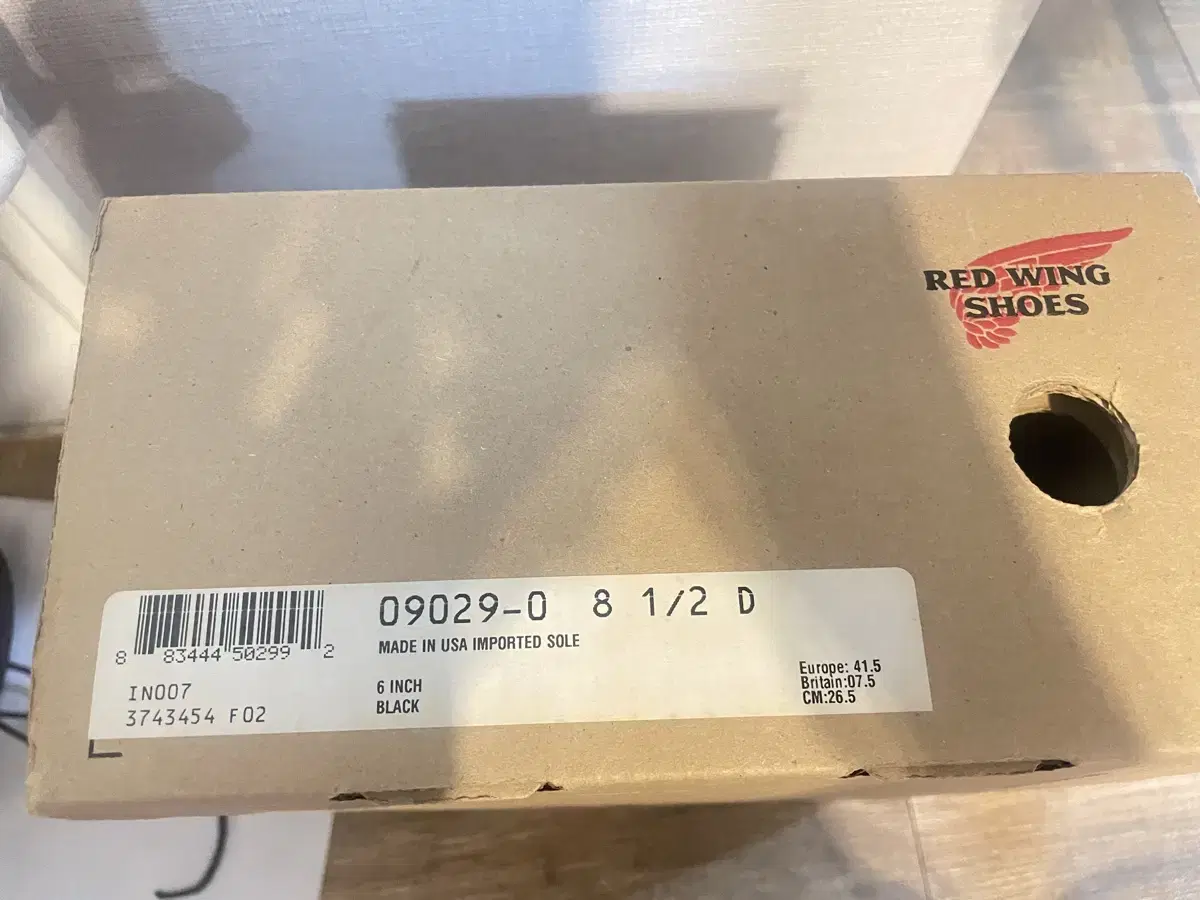 RED WING
SHOES
09029-0 8 1/2 D
MADE IN USA IMPORTED SOLE
8 83444 50299 2
IN007
3743454 F02
6 INCH
BLACK
Europe: 41.5
Britain:07.5
CM:26.5